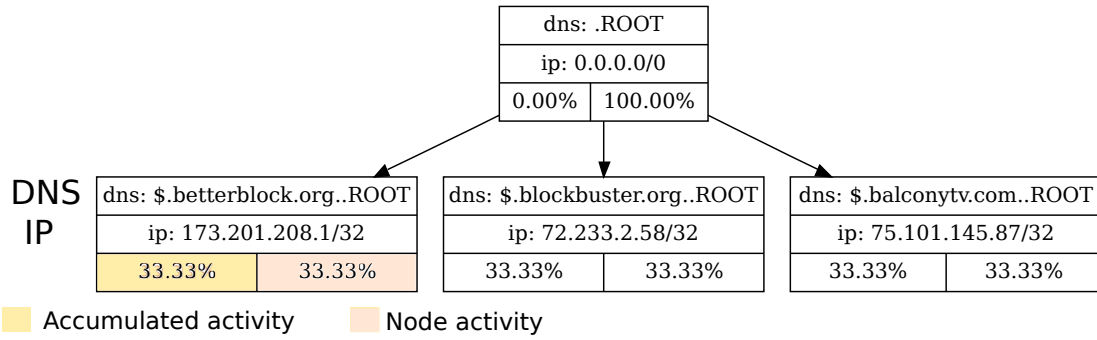 dns: .ROOT
ip: 0.0.0.0/0
0.00% 100.00%
DNS
IP
dns: $.betterblock.org..ROOT
ip: 173.201.208.1/32
33.33% 33.33%
dns: $.blockbuster.org..ROOT
ip: 72.233.2.58/32
33.33% 33.33%
dns: $.balconytv.com..ROOT
ip: 75.101.145.87/32
33.33% 33.33%
Accumulated activity
Node activity